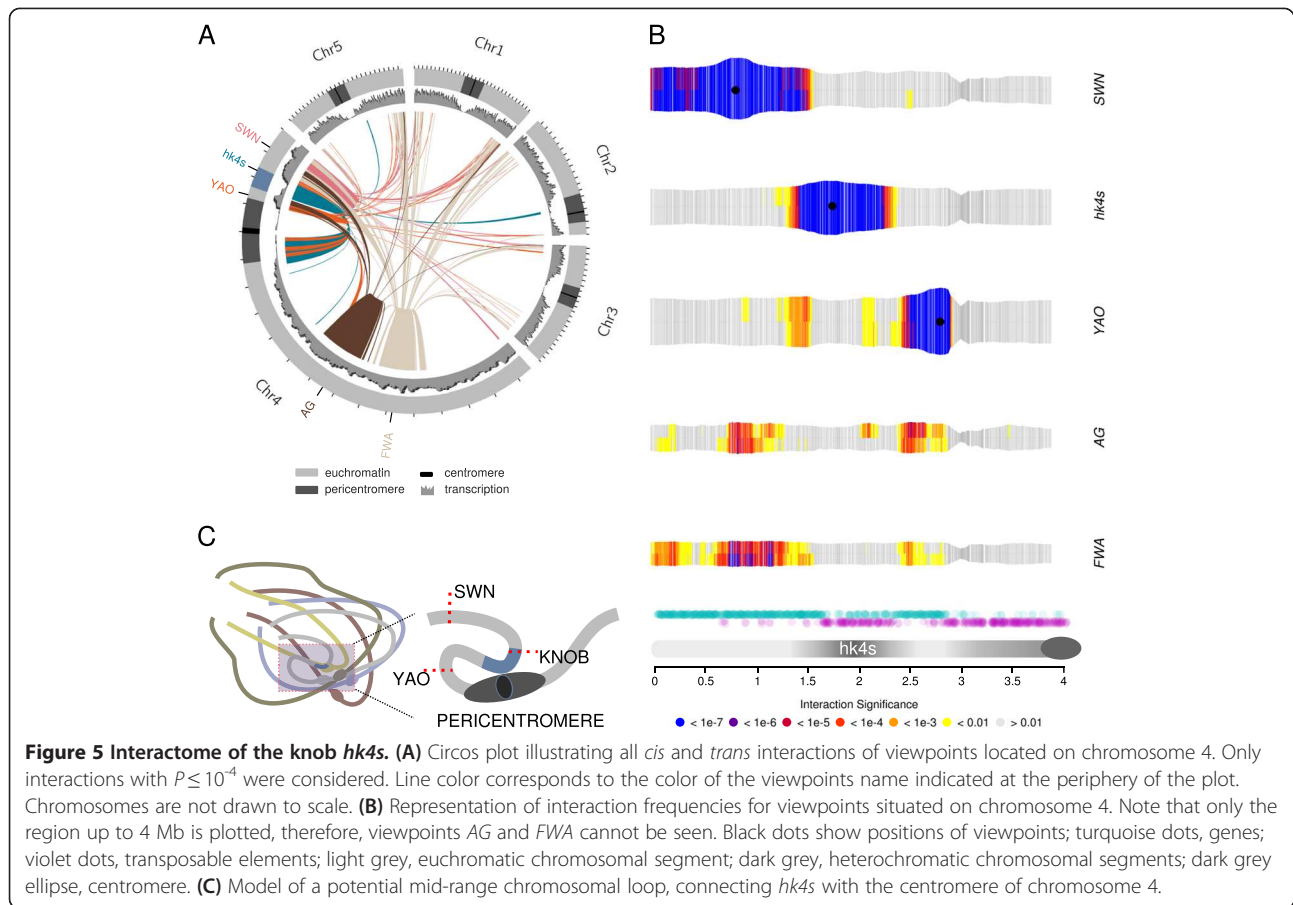 A
B
Chr5
Chr1
Chr2
Chr3
Chr4
SWN
hk4s
YAO
AG
FWA
euchromatin
centromere
pericentromere
transcription
SWN
hk4s
YAO
AG
FWA
hk4s
0 0.5 1 1.5 2 2.5 3 3.5 4
Interaction Significance
< 1e-7 < 1e-6 < 1e-5 < 1e-4 < 1e-3 < 0.01 > 0.01
C
SWN
KNOB
YAO
PERICENTROMERE
Figure 5 Interactome of the knob hk4s. (A) Circos plot illustrating all cis and trans interactions of viewpoints located on chromosome 4. Only
interactions with P ≤ 10⁻⁴ were considered. Line color corresponds to the color of the viewpoints name indicated at the periphery of the plot.
Chromosomes are not drawn to scale. (B) Representation of interaction frequencies for viewpoints situated on chromosome 4. Note that only the
region up to 4 Mb is plotted, therefore, viewpoints AG and FWA cannot be seen. Black dots show positions of viewpoints; turquoise dots, genes;
violet dots, transposable elements; light grey, euchromatic chromosomal segment; dark grey, heterochromatic chromosomal segments; dark grey
ellipse, centromere. (C) Model of a potential mid-range chromosomal loop, connecting hk4s with the centromere of chromosome 4.